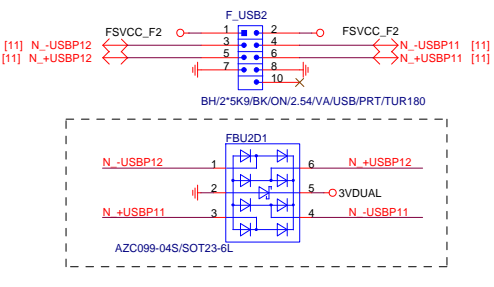 F_USB2
FSVCC_F2 1 2 FSVCC_F2
[11] N_-USBP12 3 4 N_-USBP11 [11]
[11] N_+USBP12 5 6 N_+USBP11 [11]
7 8
10
BH/2*5K9/BK/ON/2.54/VA/USB/PRT/TUR180
FBU2D1
N_-USBP12 1 6 N_+USBP12
2 5 3VDUAL
N_+USBP11 3 4 N_-USBP11
AZC099-04S/SOT23-6L